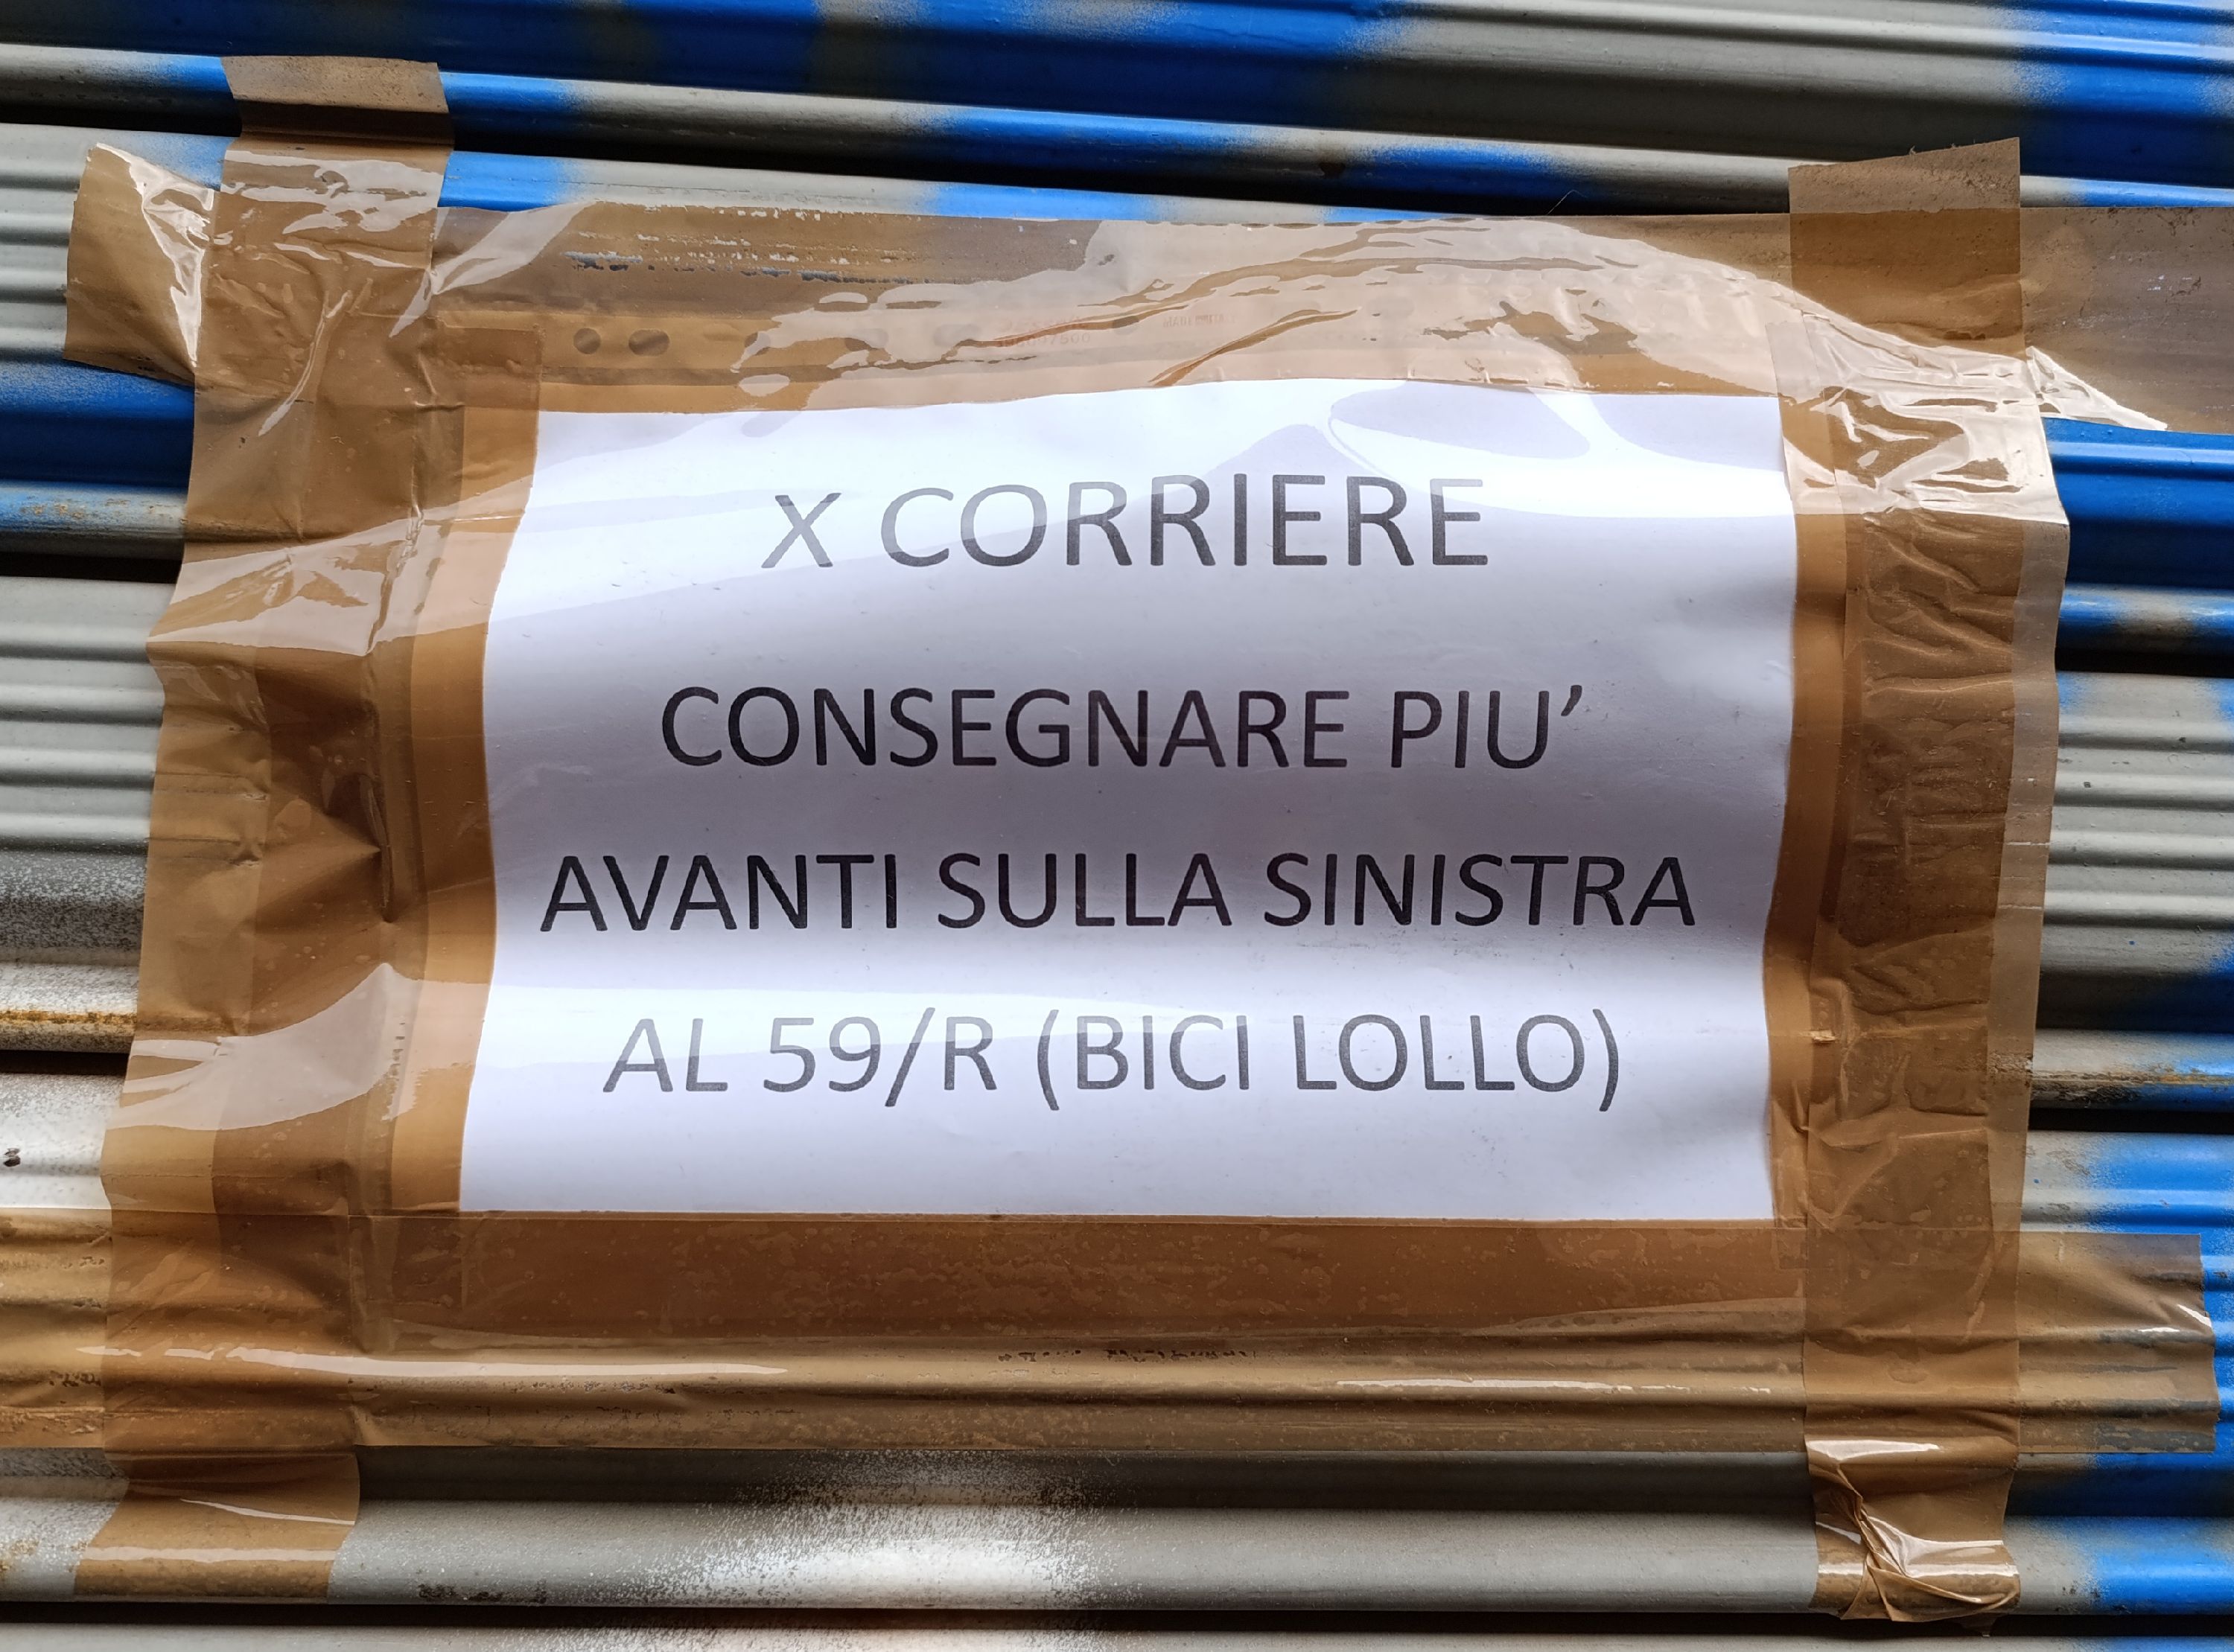 X CORRIERE
CONSEGNARE PIU’
AVANTI SULLA SINISTRA
AL 59/R (BICI LOLLO)